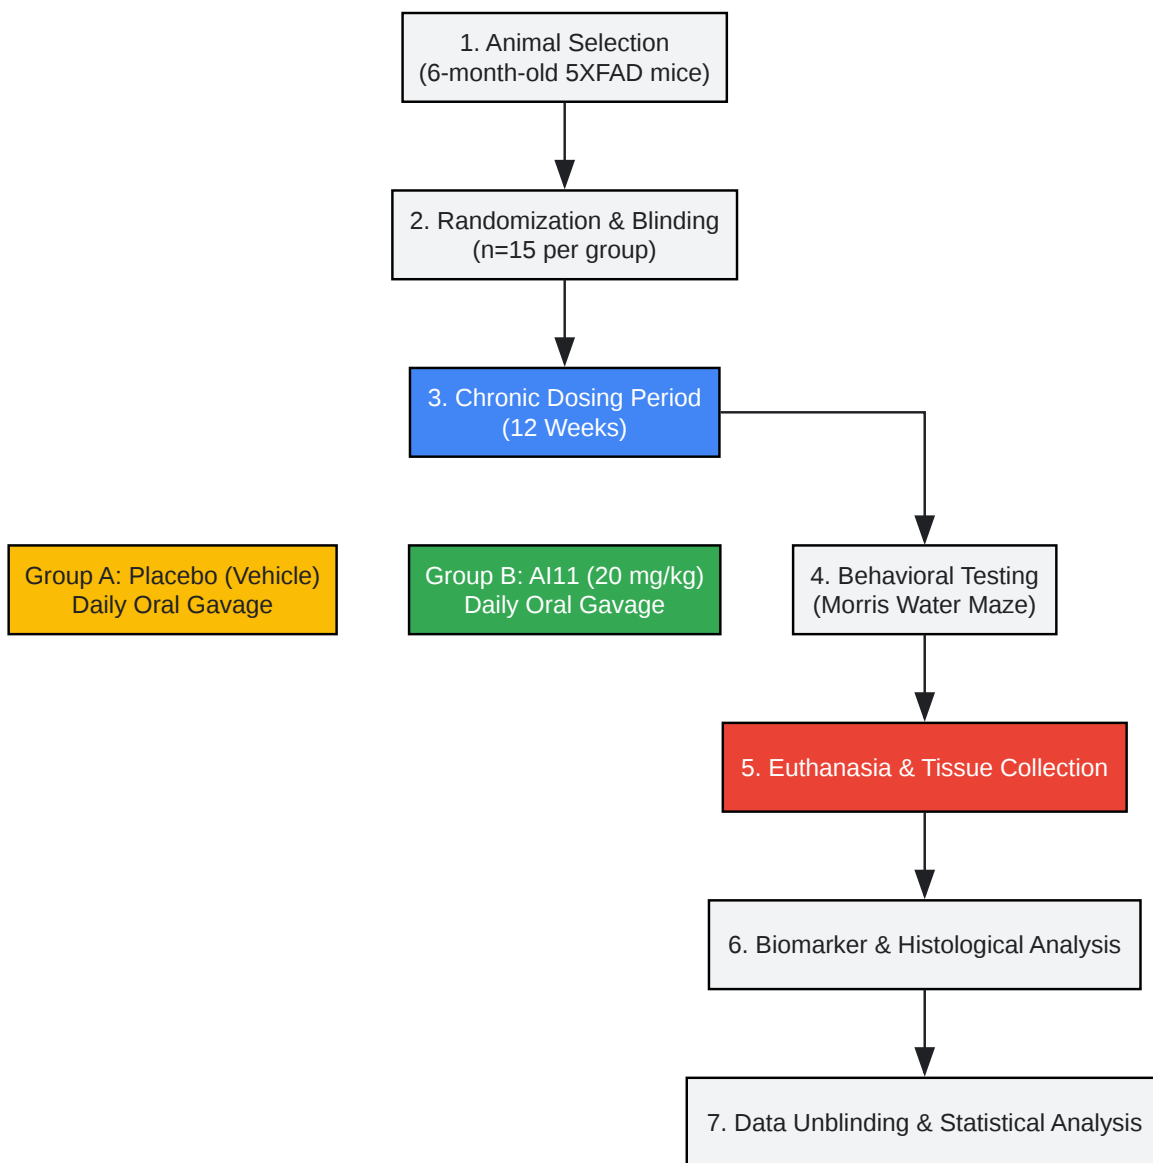 1. Animal Selection
(6-month-old 5XFAD mice)
2. Randomization & Blinding
(n=15 per group)
3. Chronic Dosing Period
(12 Weeks)
Group A: Placebo (Vehicle)
Daily Oral Gavage
Group B: AI11 (20 mg/kg)
Daily Oral Gavage
4. Behavioral Testing
(Morris Water Maze)
5. Euthanasia & Tissue Collection
6. Biomarker & Histological Analysis
7. Data Unblinding & Statistical Analysis